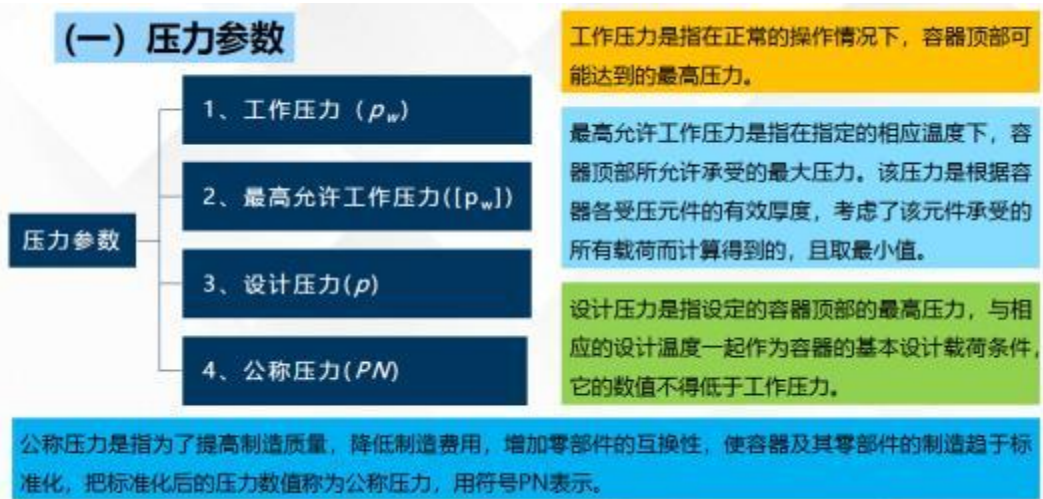 (一) 压力参数
压力参数
1、工作压力（pw）
2、最高允许工作压力([pw])
3、设计压力(p)
4、公称压力(PN)
工作压力是指在正常的操作情况下，容器顶部可
能达到的最高压力。
最高允许工作压力是指在指定的相应温度下，容
器顶部所允许承受的最大压力。该压力是根据容
器各受压元件的有效厚度，考虑了该元件承受的
所有载荷而计算得到的，且取最小值。
设计压力是指设定的容器顶部的最高压力，与相
应的设计温度一起作为容器的基本设计载荷条件，
它的数值不得低于工作压力。
公称压力是指为了提高制造质量，降低制造费用，增加零部件的互换性，使容器及其零部件的制造趋于标
准化，把标准化后的压力数值称为公称压力，用符号PN表示。